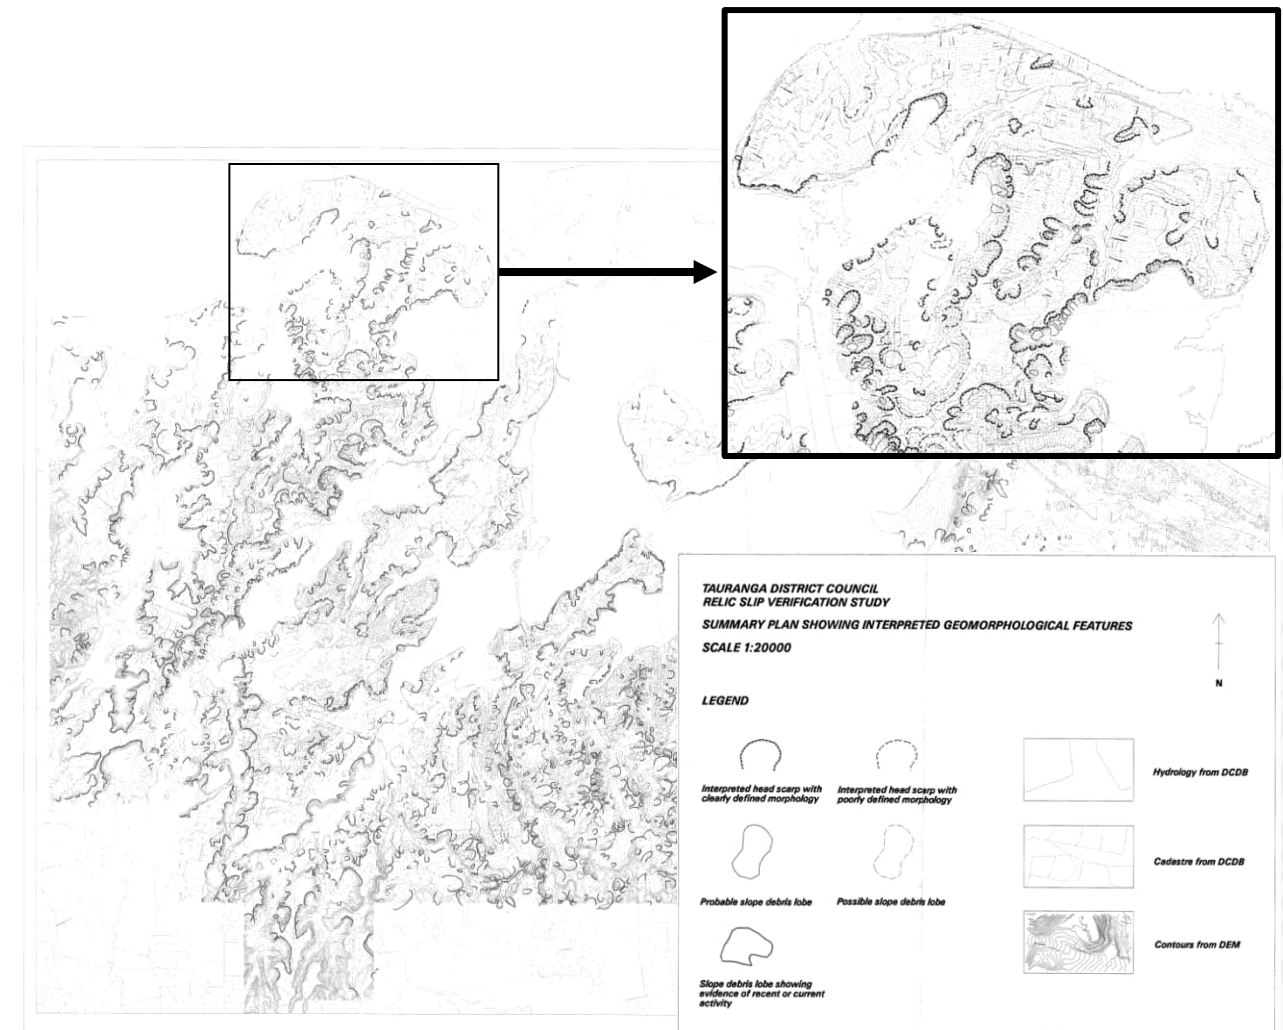 TAURANGA DISTRICT COUNCIL
RELIC SLIP VERIFICATION STUDY
SUMMARY PLAN SHOWING INTERPRETED GEOMORPHOLOGICAL FEATURES
SCALE 1:20000
N
LEGEND
Interpreted head scarp with
clearly defined morphology
Interpreted head scarp with
poorly defined morphology
Hydrology from DCDB
Probable slope debris lobe
Possible slope debris lobe
Cadastre from DCDB
Slope debris lobe showing
evidence of recent or current
activity
Contours from DEM